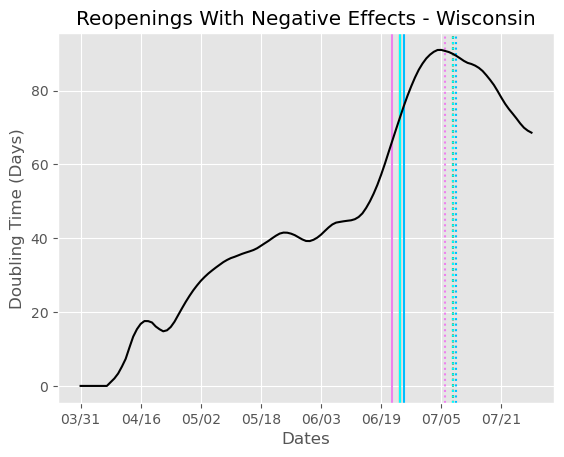 Reopenings With Negative Effects - Wisconsin
Doubling Time (Days)
80
60
40
20
0
03/31 04/16 05/02 05/18 06/03 06/19 07/05 07/21
Dates